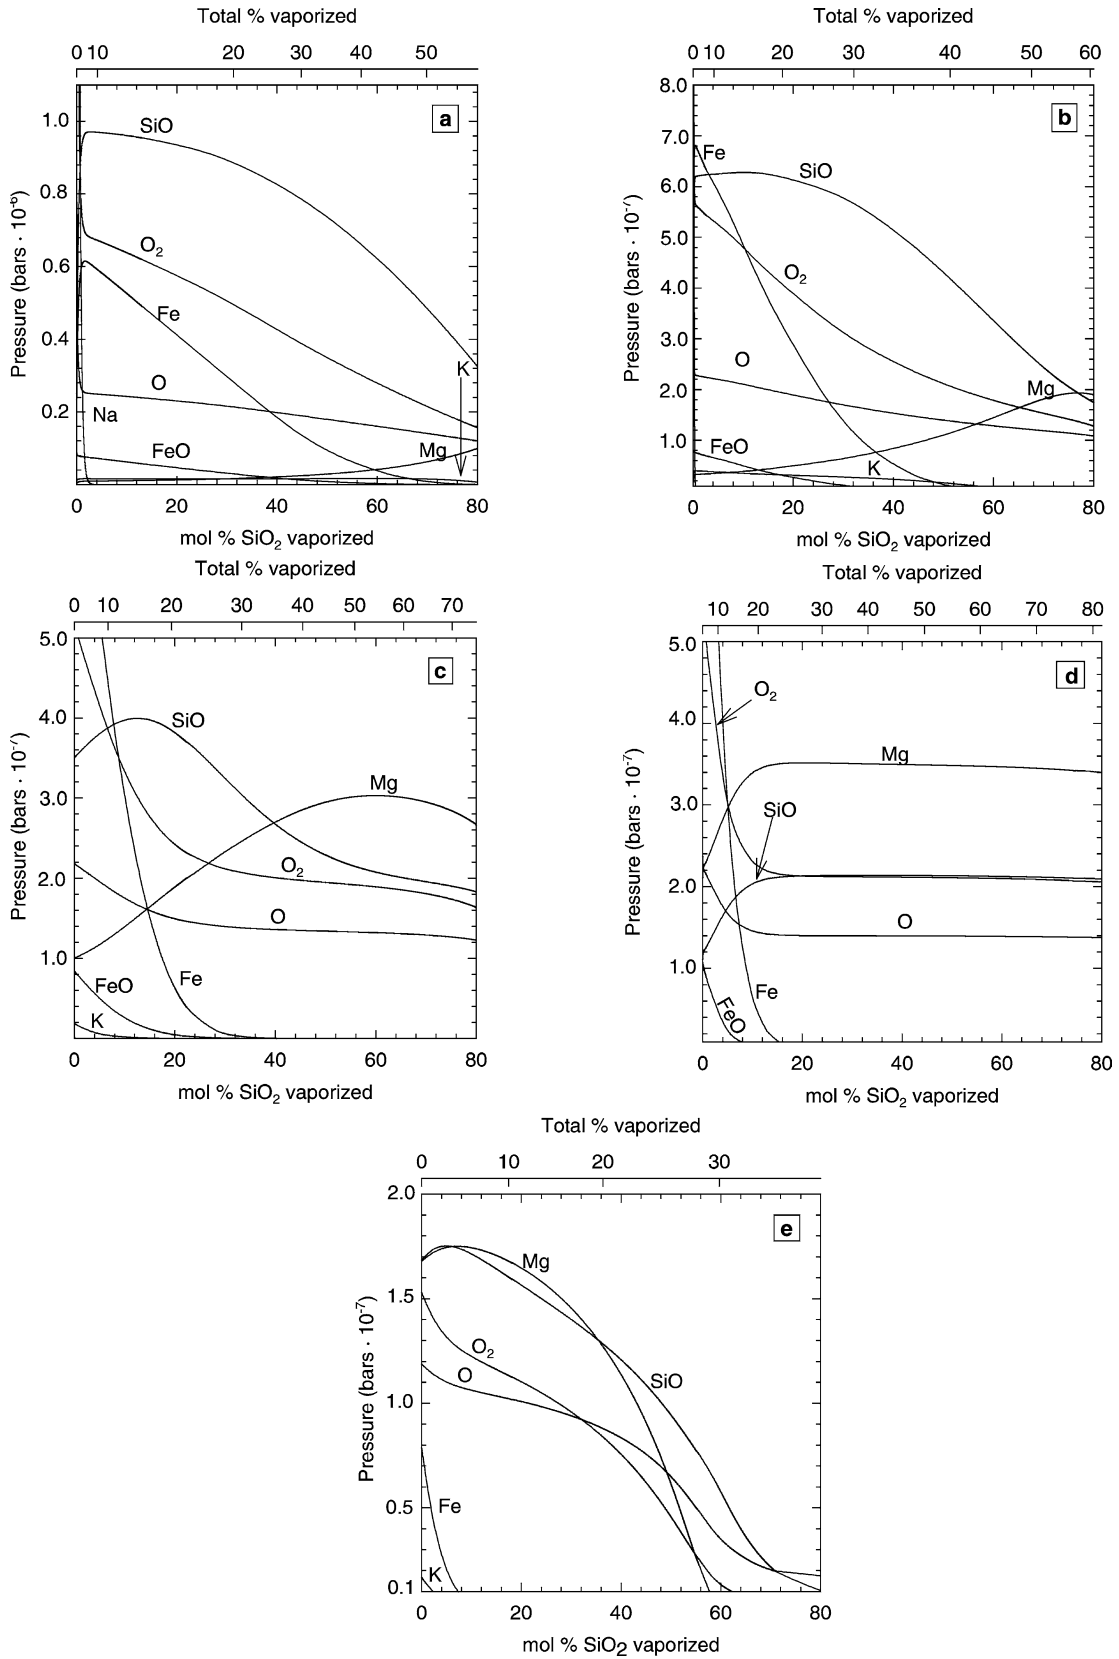 Total % vaporized
0 10 20 30 40 50
a
SiO
O2
Fe
O
K
Na
FeO
Mg
1.0
0.8
0.6
0.4
0.2
Pressure (bars · 10-6)
0 20 40 60 80
mol % SiO2 vaporized
Total % vaporized
0 10 20 30 40 50 60
b
Fe
SiO
O2
O
Mg
FeO
K
8.0
7.0
6.0
5.0
4.0
3.0
2.0
1.0
Pressure (bars · 10-7)
0 20 40 60 80
mol % SiO2 vaporized
Total % vaporized
0 10 20 30 40 50 60 70
c
SiO
Mg
O2
O
Fe
FeO
K
5.0
4.0
3.0
2.0
1.0
Pressure (bars · 10-7)
0 20 40 60 80
mol % SiO2 vaporized
Total % vaporized
10 20 30 40 50 60 70 80
d
O2
Mg
SiO
O
Fe
FeO
5.0
4.0
3.0
2.0
1.0
Pressure (bars · 10-7)
0 20 40 60 80
mol % SiO2 vaporized
Total % vaporized
0 10 20 30
e
Mg
O2
O
SiO
Fe
K
2.0
1.5
1.0
0.5
0.1
Pressure (bars · 10-7)
0 20 40 60 80
mol % SiO2 vaporized